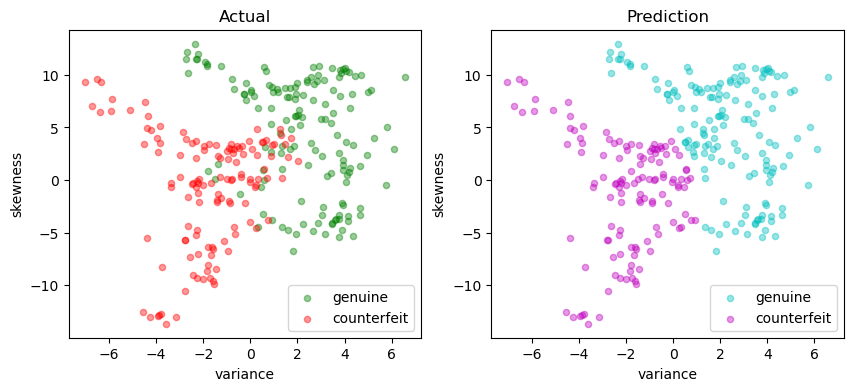 Actual
skewness
10
5
0
−5
−10
−6 −4 −2 0 2 4 6
variance
genuine
counterfeit
Prediction
skewness
10
5
0
−5
−10
−6 −4 −2 0 2 4 6
variance
genuine
counterfeit